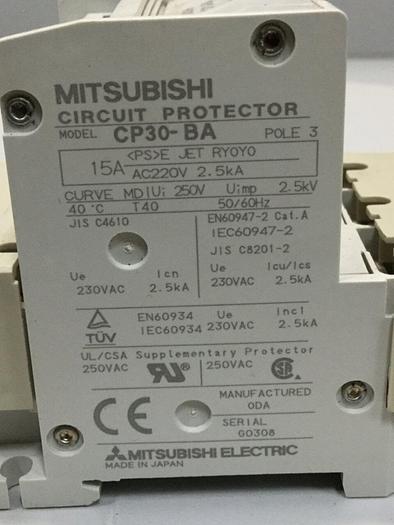 MITSUBISHI
CIRCUIT PROTECTOR
MODEL CP30-BA POLE 3
15A <PS>E JET RYOYO
AC220V 2.5kA
CURVE MD Ui 250V Uimp 2.5kV
40°C T40 50/60Hz
JIS C4610
EN60947-2 Cat.A
IEC60947-2
JIS C8201-2
Ue Icn
230VAC 2.5kA
Ue Icu/Ics
230VAC 2.5kA
TÜV
EN60934 Ue Inc1
IEC60934 230VAC 2.5kA
UL/CSA Supplementary Protector
250VAC 250VAC
MANUFACTURED
0DA
SERIAL
G0308
CE
MITSUBISHI ELECTRIC
MADE IN JAPAN